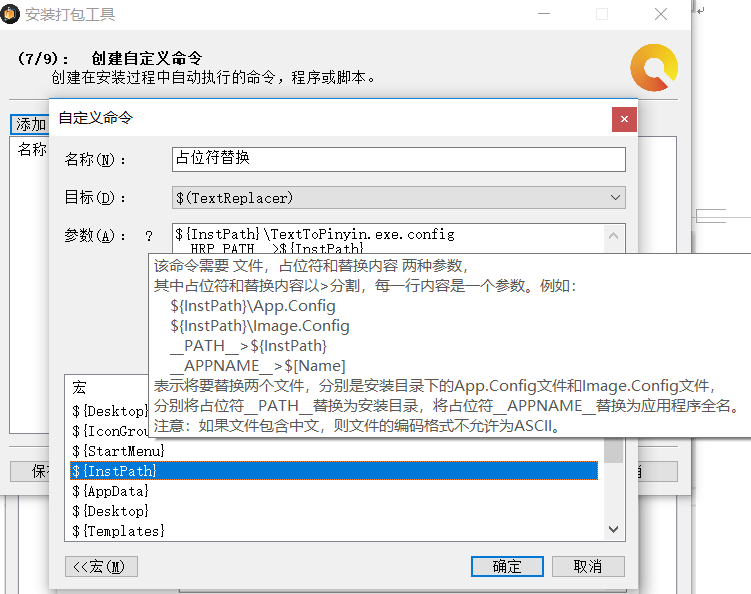 安装打包工具
(7/9): 创建自定义命令
创建在安装过程中自动执行的命令，程序或脚本。
添加
名称
自定义命令
名称(N): 占位符替换
目标(D): $(TextReplacer)
参数(A): ? ${InstPath}\TextToPinyin.exe.config
HRP_PATH__>${InstPath}
该命令需要 文件，占位符和替换内容 两种参数，
其中占位符和替换内容以>分割，每一行内容是一个参数。例如：
${InstPath}\App.Config
${InstPath}\Image.Config
__PATH__>${InstPath}
__APPNAME__>$[Name]
表示将要替换两个文件，分别是安装目录下的App.Config文件和Image.Config文件，
分别将占位符__PATH__替换为安装目录，将占位符__APPNAME__替换为应用程序全名。
注意：如果文件包含中文，则文件的编码格式不允许为ASCII。
宏
${Desktop}
${IconGrou
${StartMenu}
${InstPath}
${AppData}
${Desktop}
${Templates}
<<宏(M)
确定
取消